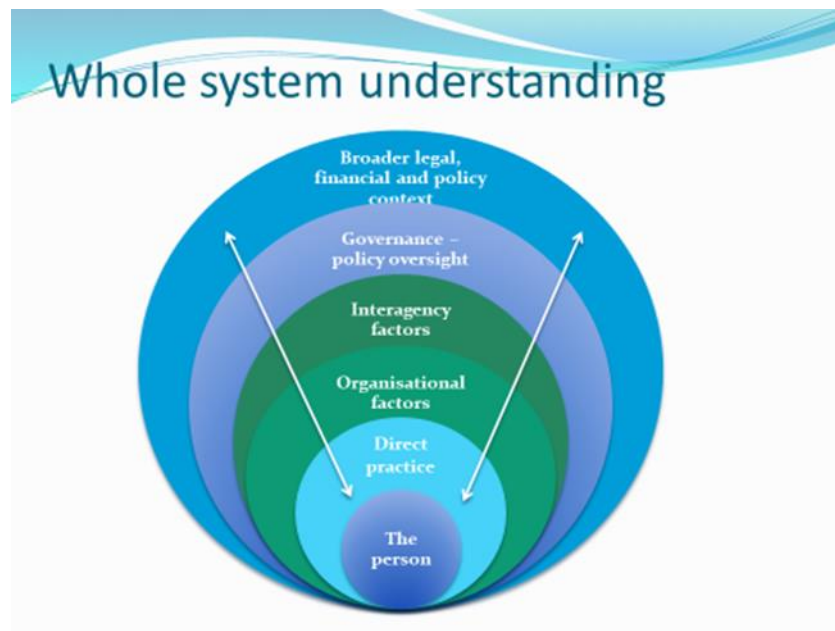 Whole system understanding
Broader legal,
financial and policy
context
Governance –
policy oversight
Interagency
factors
Organisational
factors
Direct
practice
The
person